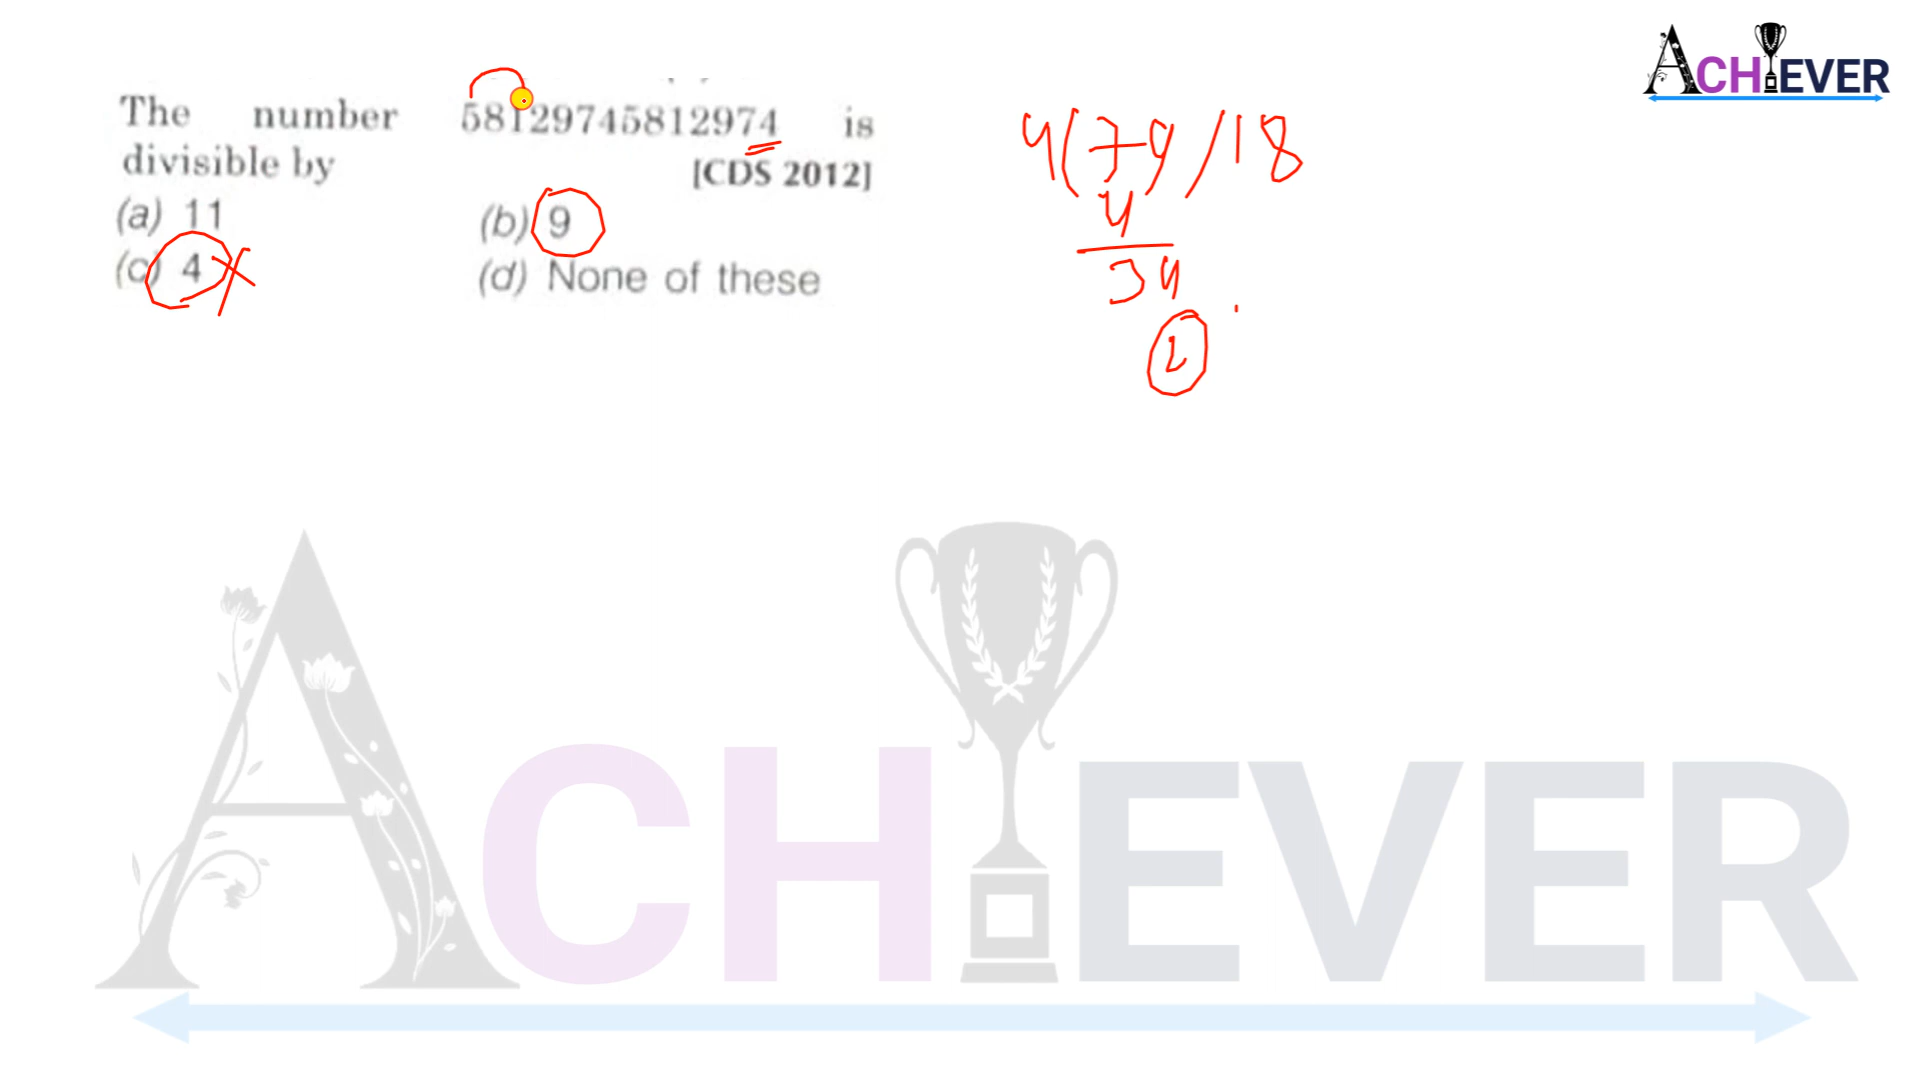 ACHIEVER
The number 58129745812974 is
divisible by [CDS 2012]
(a) 11 (b) 9
(c) 4 (d) None of these
4(74/18
4
34
2
ACHIEVER